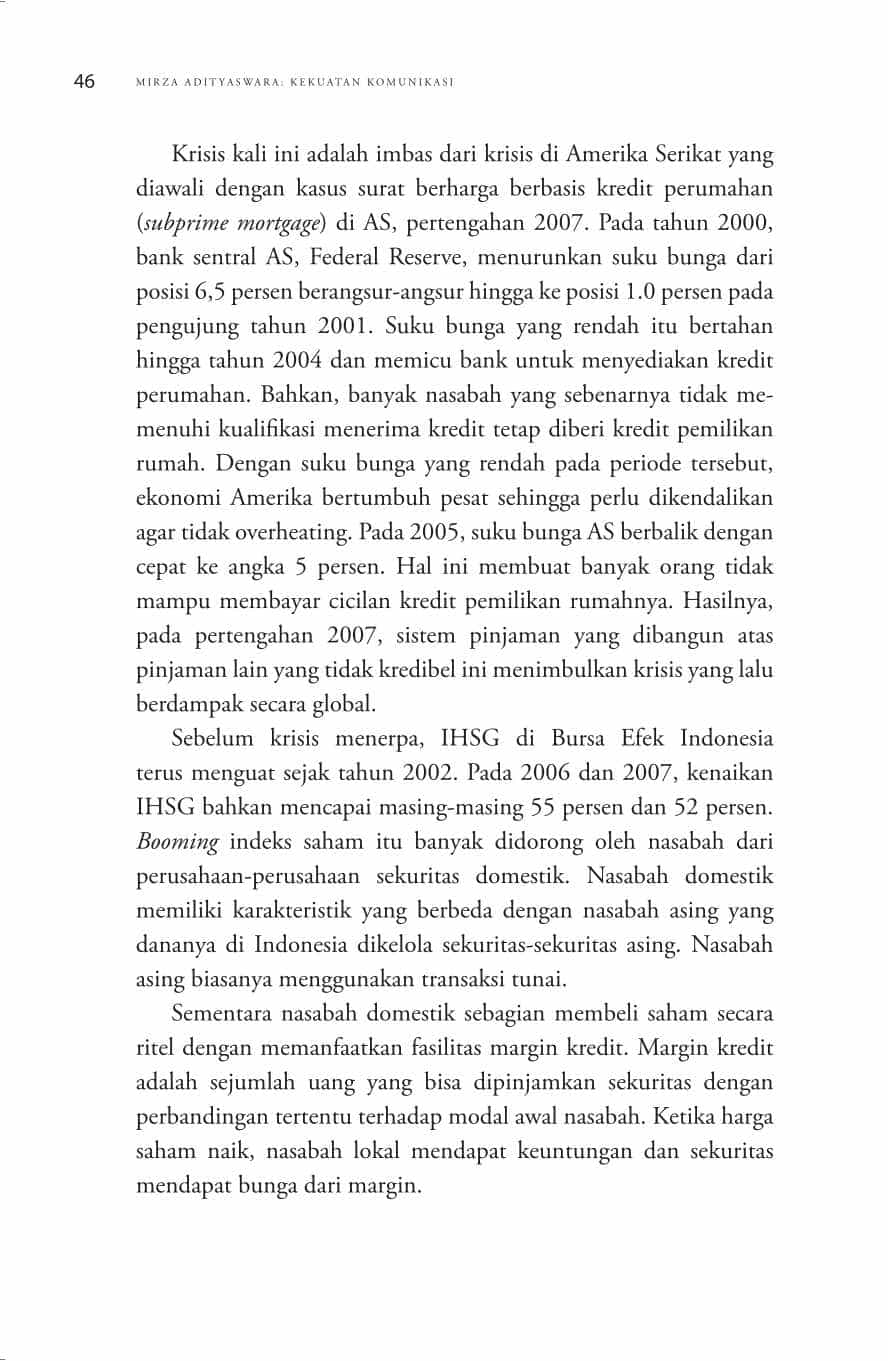 46 MIRZA ADITYASWARA: KEKUATAN KOMUNIKASI
Krisis kali ini adalah imbas dari krisis di Amerika Serikat yang
diawali dengan kasus surat berharga berbasis kredit perumahan
(subprime mortgage) di AS, pertengahan 2007. Pada tahun 2000,
bank sentral AS, Federal Reserve, menurunkan suku bunga dari
posisi 6,5 persen berangsur-angsur hingga ke posisi 1.0 persen pada
pengujung tahun 2001. Suku bunga yang rendah itu bertahan
hingga tahun 2004 dan memicu bank untuk menyediakan kredit
perumahan. Bahkan, banyak nasabah yang sebenarnya tidak me-
menuhi kualifikasi menerima kredit tetap diberi kredit pemilikan
rumah. Dengan suku bunga yang rendah pada periode tersebut,
ekonomi Amerika bertumbuh pesat sehingga perlu dikendalikan
agar tidak overheating. Pada 2005, suku bunga AS berbalik dengan
cepat ke angka 5 persen. Hal ini membuat banyak orang tidak
mampu membayar cicilan kredit pemilikan rumahnya. Hasilnya,
pada pertengahan 2007, sistem pinjaman yang dibangun atas
pinjaman lain yang tidak kredibel ini menimbulkan krisis yang lalu
berdampak secara global.
Sebelum krisis menerpa, IHSG di Bursa Efek Indonesia
terus menguat sejak tahun 2002. Pada 2006 dan 2007, kenaikan
IHSG bahkan mencapai masing-masing 55 persen dan 52 persen.
Booming indeks saham itu banyak didorong oleh nasabah dari
perusahaan-perusahaan sekuritas domestik. Nasabah domestik
memiliki karakteristik yang berbeda dengan nasabah asing yang
dananya di Indonesia dikelola sekuritas-sekuritas asing. Nasabah
asing biasanya menggunakan transaksi tunai.
Sementara nasabah domestik sebagian membeli saham secara
ritel dengan memanfaatkan fasilitas margin kredit. Margin kredit
adalah sejumlah uang yang bisa dipinjamkan sekuritas dengan
perbandingan tertentu terhadap modal awal nasabah. Ketika harga
saham naik, nasabah lokal mendapat keuntungan dan sekuritas
mendapat bunga dari margin.